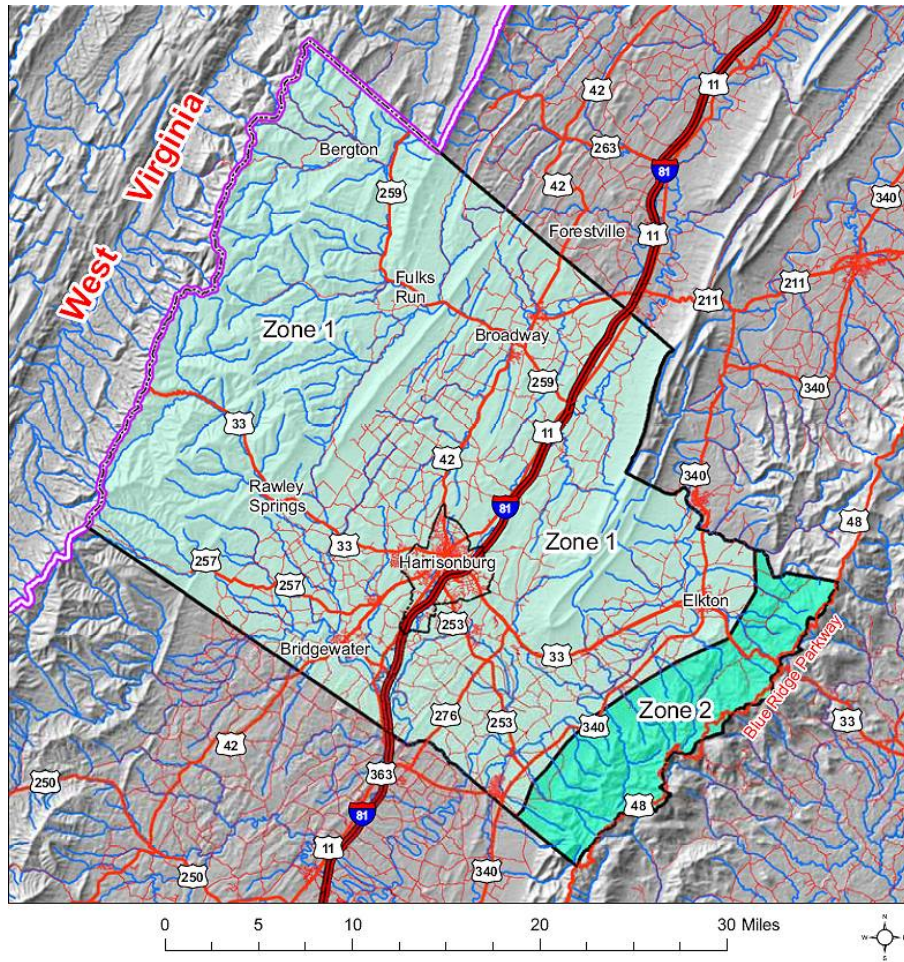 11
42
263
81
340
West Virginia
Bergton
259
42
11
Forestville
211
211
Fulks
Run
Zone 1
Broadway
340
259
33
11
42
340
Rawley
Springs
81
48
33
Zone 1
257
Harrisonburg
257
Elkton
253
Bridgewater
33
Blue Ridge Parkway
Zone 2
276
253
340
33
42
363
250
48
81
11
340
250
0 5 10 20 30 Miles
N
W
S